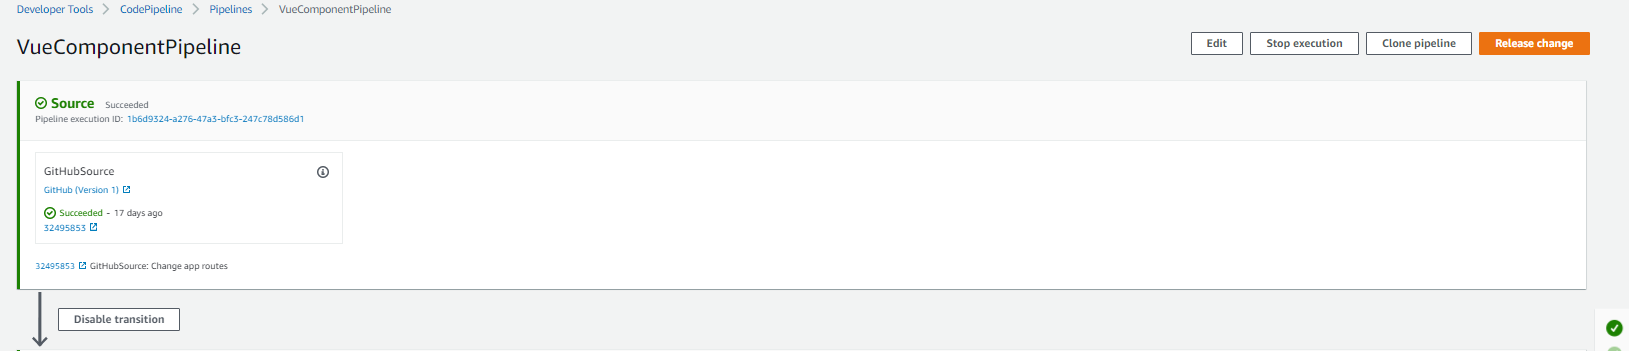 Developer Tools > CodePipeline > Pipelines > VueComponentPipeline
VueComponentPipeline
Edit Stop execution Clone pipeline Release change
Source Succeeded
Pipeline execution ID: 1b6d9324-a276-47a3-bfc3-247c78d586d1
GitHubSource
GitHub (Version 1)
Succeeded - 17 days ago
32495853
32495853 GitHubSource: Change app routes
Disable transition